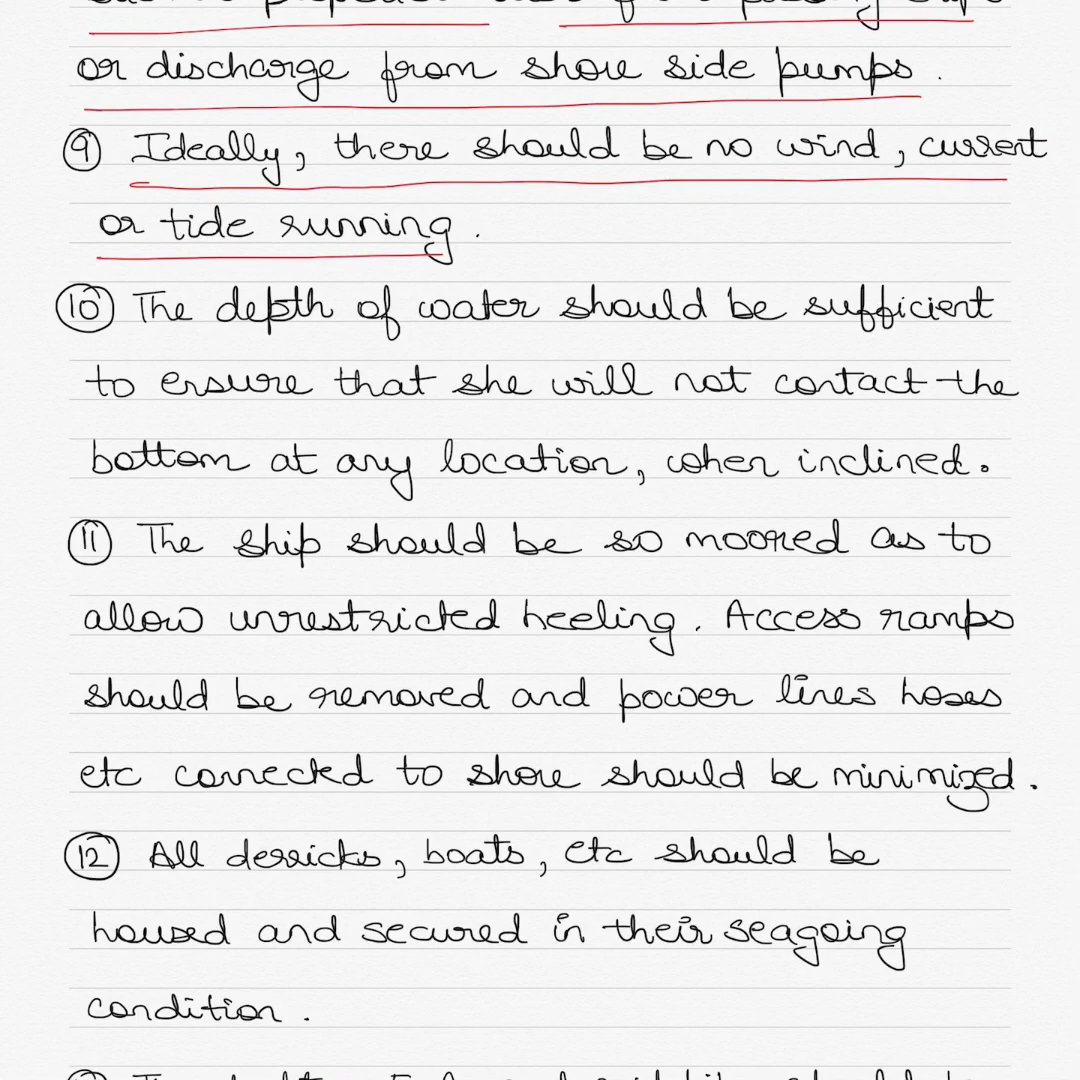 or discharge from shore side pumps.
9 Ideally, there should be no wind, current
or tide running.
10 The depth of water should be sufficient
to ensure that she will not contact the
bottom at any location, when inclined.
11 The ship should be so moored as to
allow unrestricted heeling. Access ramps
should be removed and power lines hoses
etc connected to shore should be minimized.
12 All derricks, boats, etc should be
housed and secured in their seagoing
condition.